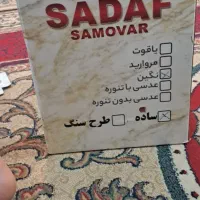 SADAF
SAMOVAR
یاقوت
مروارید
نگین
عدسی با تنوره
عدسی بدون تنوره
ساده طرح سنگ